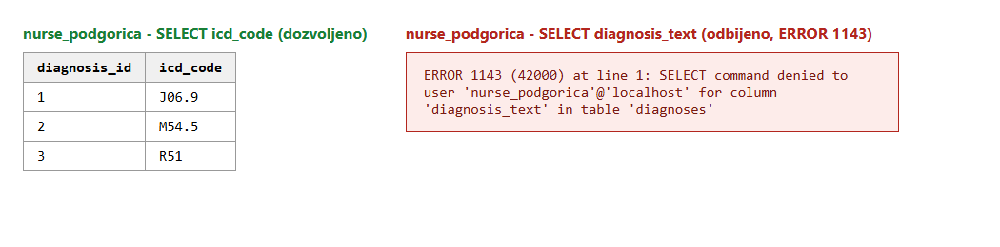 nurse_podgorica - SELECT icd_code (dozvoljeno)
diagnosis_id icd_code
1 J06.9
2 M54.5
3 R51
nurse_podgorica - SELECT diagnosis_text (odbijeno, ERROR 1143)
ERROR 1143 (42000) at line 1: SELECT command denied to
user 'nurse_podgorica'@'localhost' for column
'diagnosis_text' in table 'diagnoses'